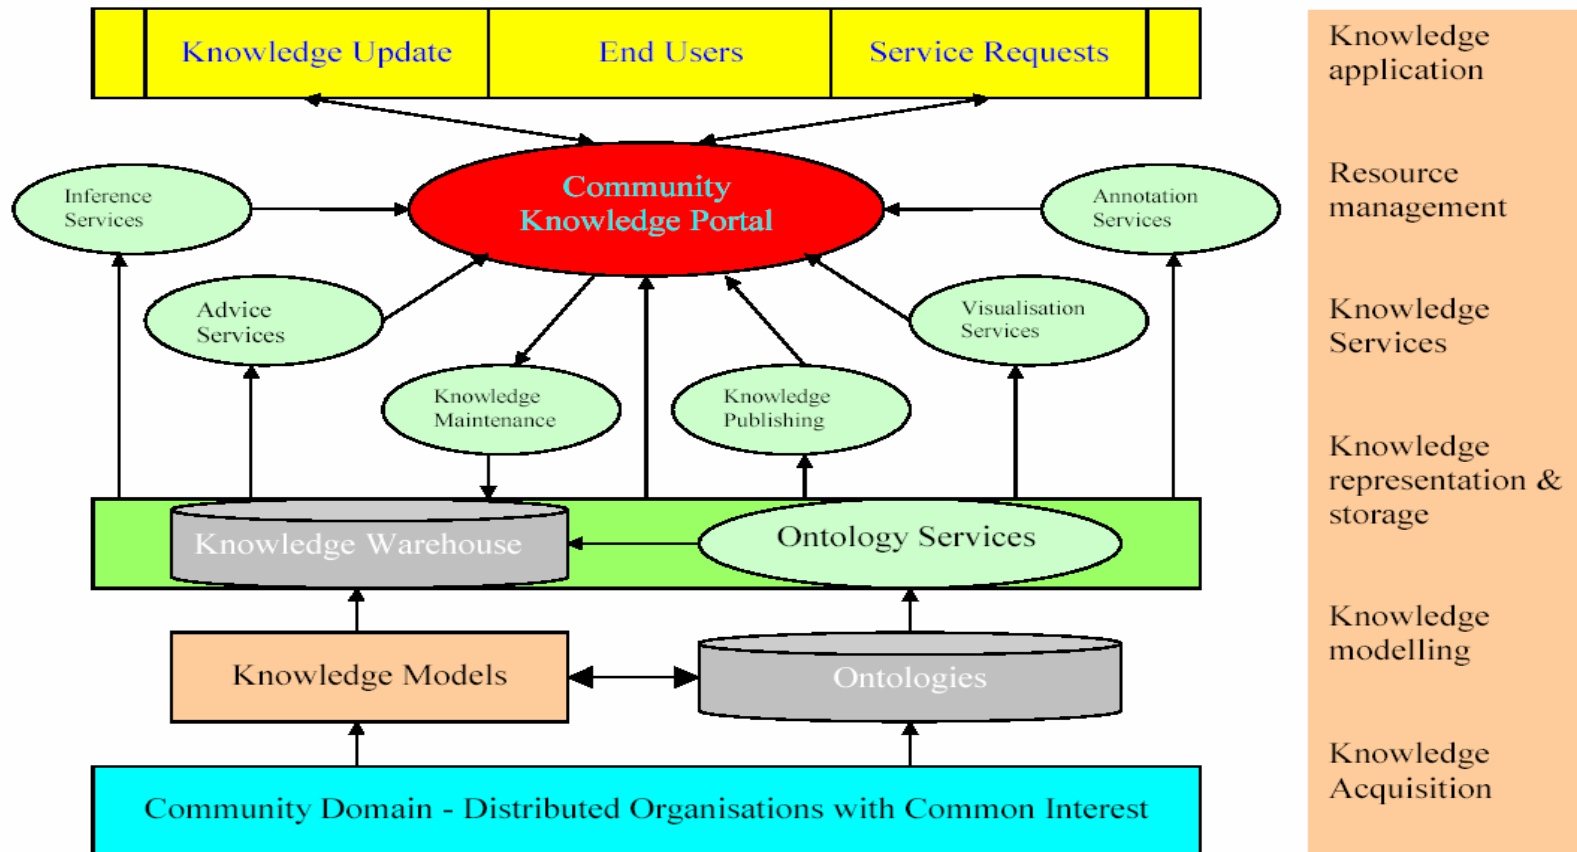 Knowledge Update
End Users
Service Requests
Community
Knowledge Portal
Inference
Services
Annotation
Services
Advice
Services
Visualisation
Services
Knowledge
Maintenance
Knowledge
Publishing
Knowledge Warehouse
Ontology Services
Knowledge Models
Ontologies
Community Domain - Distributed Organisations with Common Interest
Knowledge
application
Resource
management
Knowledge
Services
Knowledge
representation &
storage
Knowledge
modelling
Knowledge
Acquisition